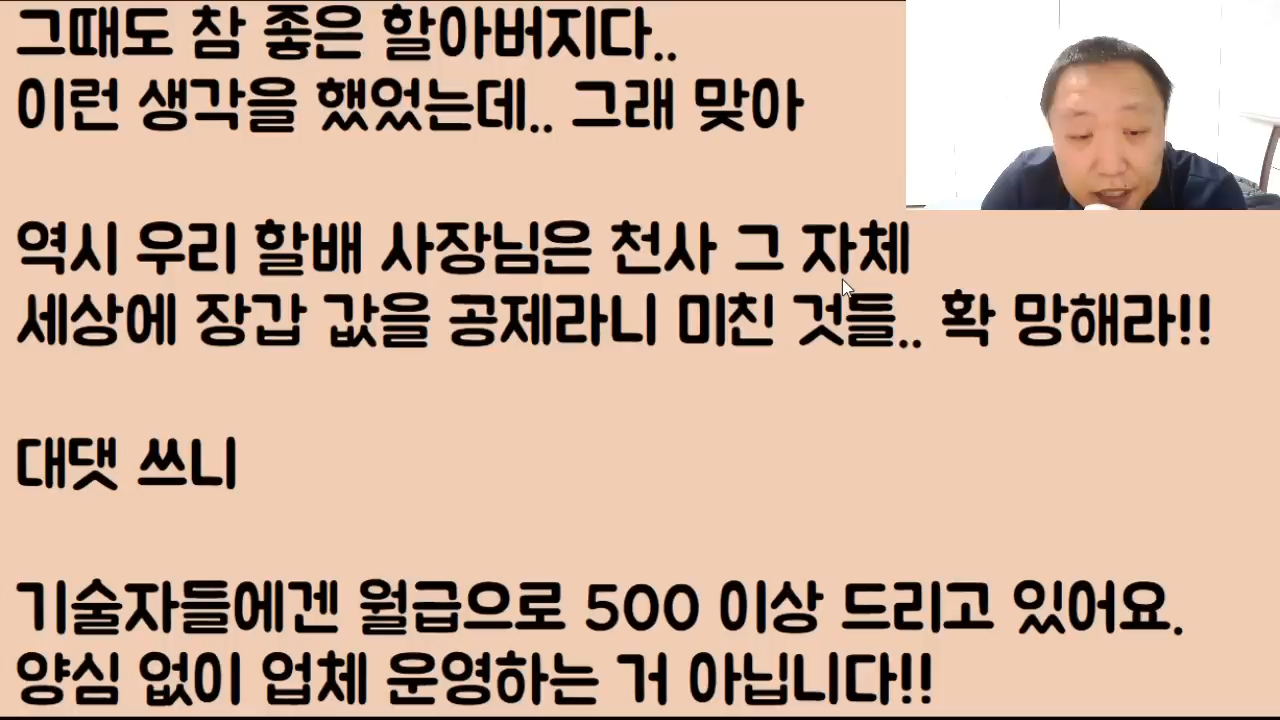 그때도 참 좋은 할아버지다..
이런 생각을 했었는데.. 그래 맞아
역시 우리 할배 사장님은 천사 그 자체
세상에 장갑 값을 공제라니 미친 것들.. 확 망해라!!
대댓 쓰니
기술자들에겐 월급으로 500 이상 드리고 있어요.
양심 없이 업체 운영하는 거 아닙니다!!